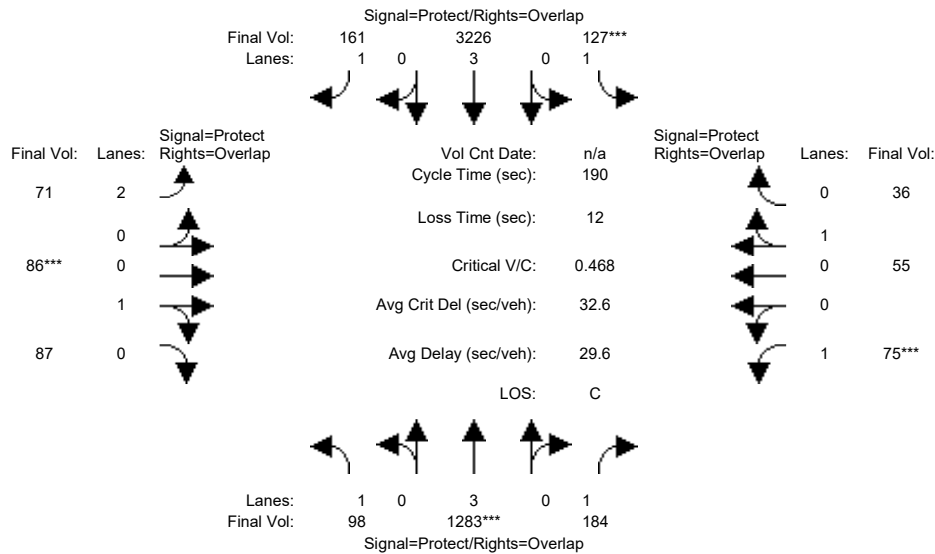 Signal=Protect/Rights=Overlap
Final Vol: 161 3226 127***
Lanes: 1 0 3 0 1
Signal=Protect Signal=Protect
Final Vol: Lanes: Rights=Overlap Vol Cnt Date: n/a Rights=Overlap Lanes: Final Vol:
Cycle Time (sec): 190
71 2 0 36
Loss Time (sec): 12
0 1
86*** 0 Critical V/C: 0.468 0 55
1 Avg Crit Del (sec/veh): 32.6 0
87 0 Avg Delay (sec/veh): 29.6 1 75***
LOS: C
Lanes: 1 0 3 0 1
Final Vol: 98 1283*** 184
Signal=Protect/Rights=Overlap